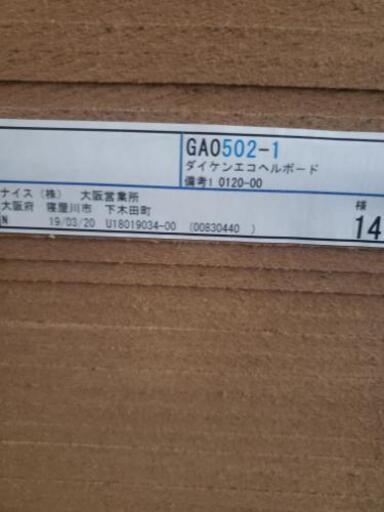 GA0502-1
ダイケンエコヘルボード
備考1 0120-00
ナイス(株) 大阪営業所
大阪府 寝屋川市 下木田町
様
N 19/03/20 U18019034-00 (00830440 )
14